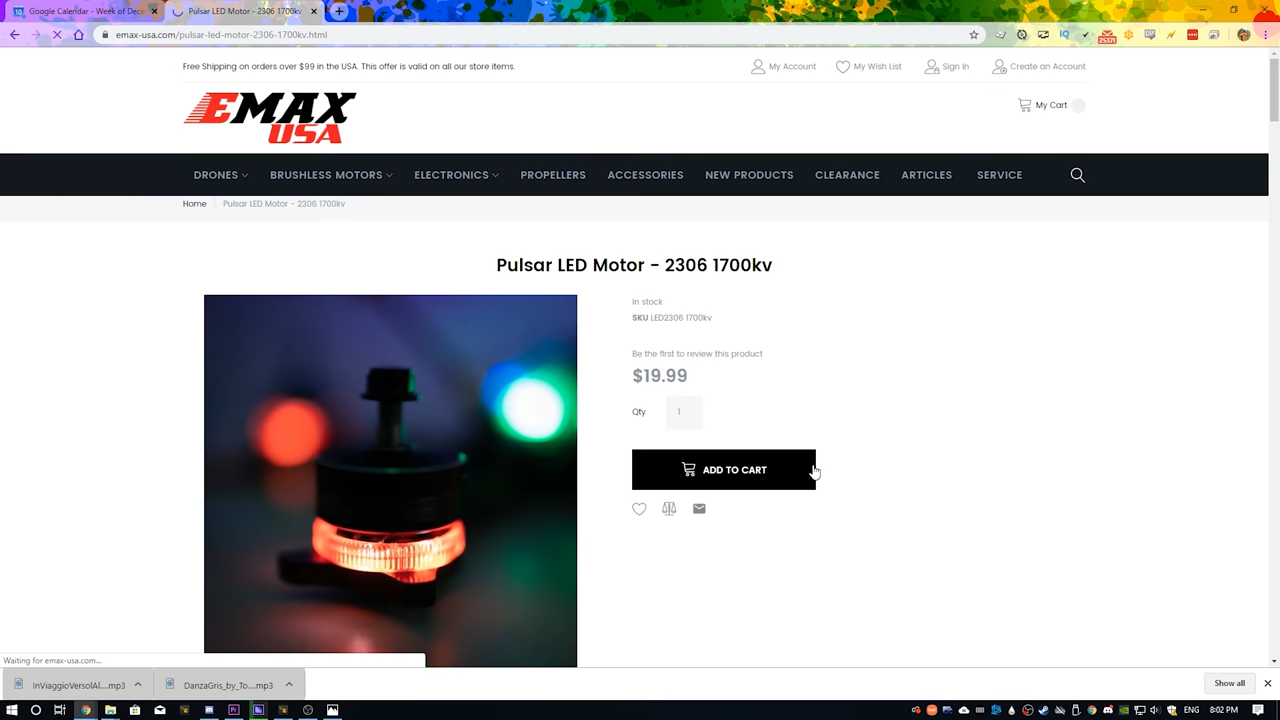 Google Calendar - Week of Dec
Pulsar LED Motor - 2306 1700kv
emax-usa.com/pulsar-led-motor-2306-1700kv.html
25371
Free Shipping on orders over $99 in the USA. This offer is valid on all our store items.
My Account
My Wish List
Sign In
Create an Account
EMAX
USA
My Cart
DRONES
BRUSHLESS MOTORS
ELECTRONICS
PROPELLERS
ACCESSORIES
NEW PRODUCTS
CLEARANCE
ARTICLES
SERVICE
Home
Pulsar LED Motor - 2306 1700kv
Pulsar LED Motor - 2306 1700kv
In stock
SKU LED2306 1700kv
Be the first to review this product
$19.99
Qty 1
ADD TO CART
Waiting for emax-usa.com...
InViaggioVersolAl....mp3
DanzaGris_by_To....mp3
Show all
ENG
8:02 PM